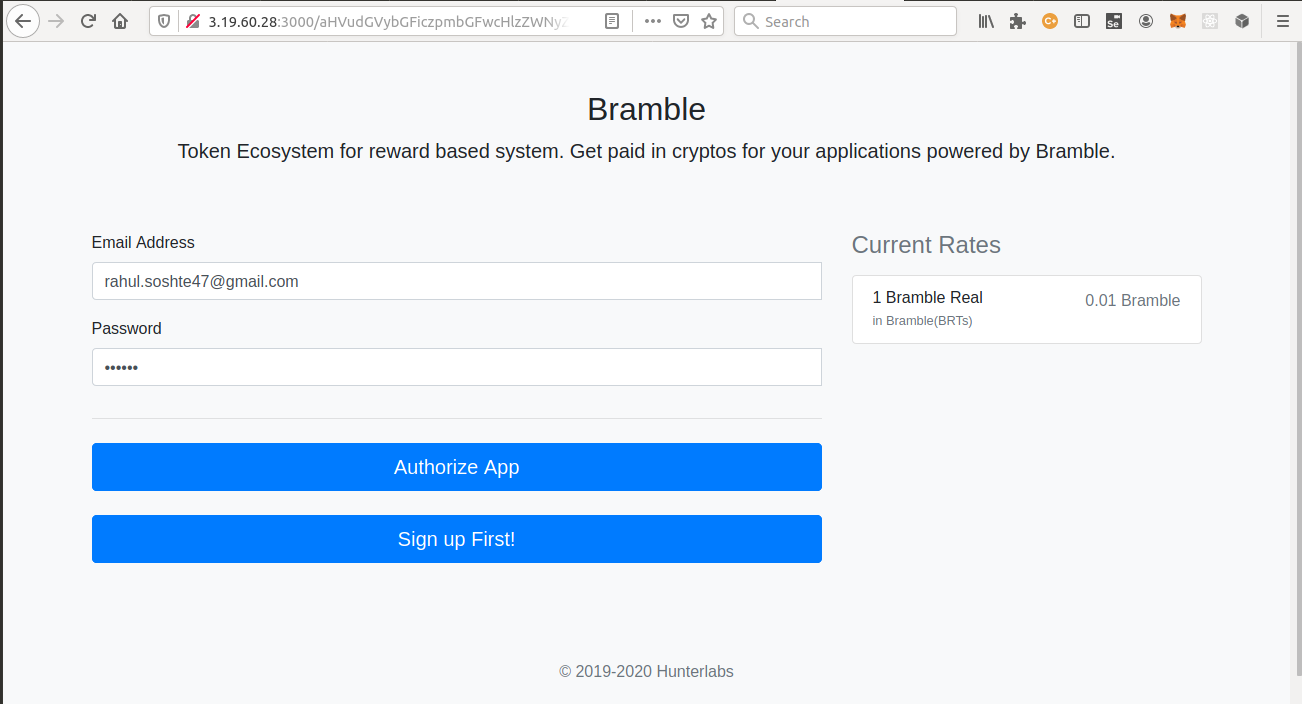 3.19.60.28:3000/aHVudGVybGFiczpmbGFwcHlzZWNyZ
Search
Bramble
Token Ecosystem for reward based system. Get paid in cryptos for your applications powered by Bramble.
Email Address
rahul.soshte47@gmail.com
Password
••••••
Authorize App
Sign up First!
Current Rates
1 Bramble Real
0.01 Bramble
in Bramble(BRTs)
© 2019-2020 Hunterlabs